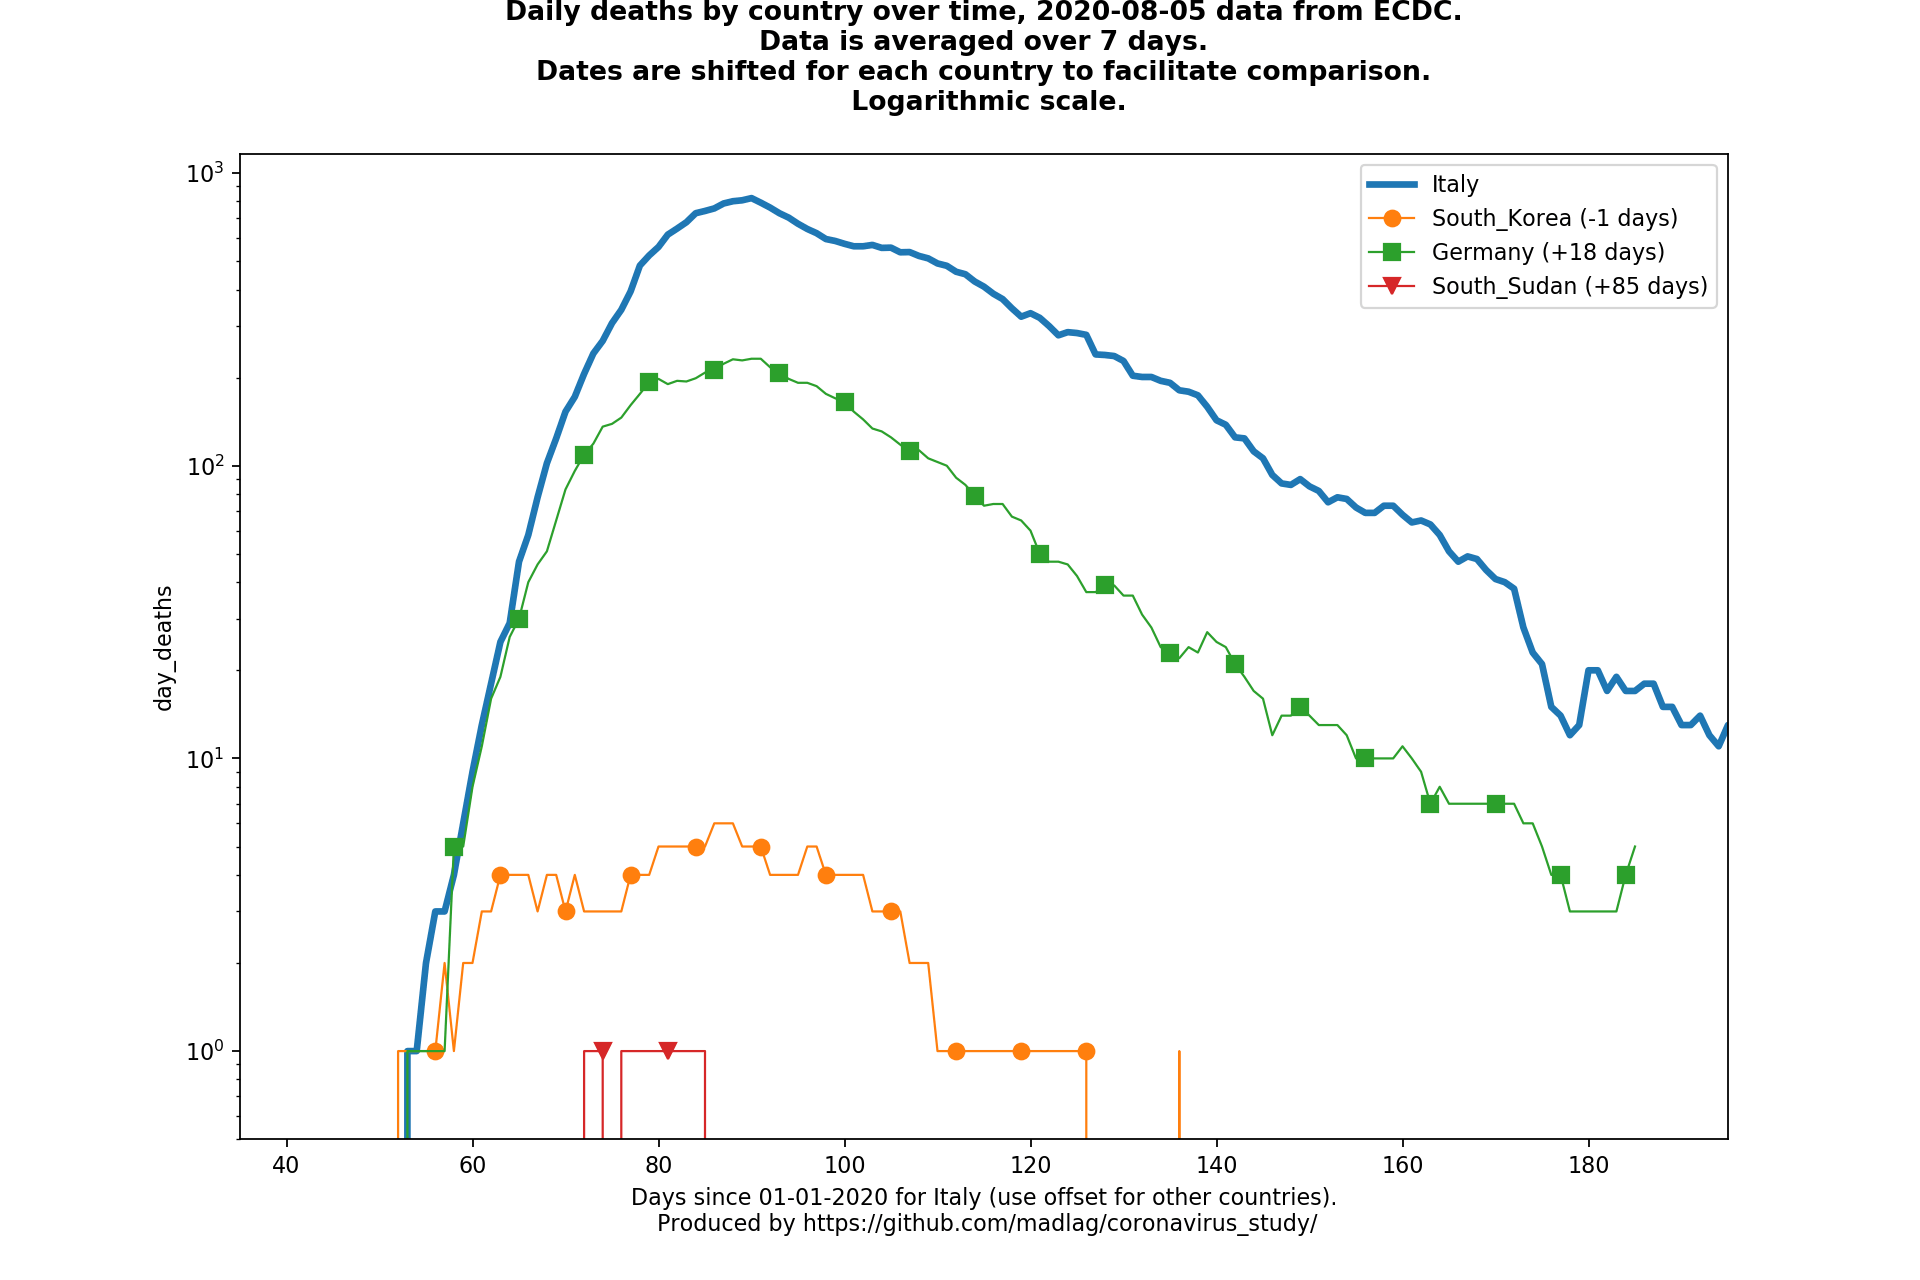 Daily deaths by country over time, 2020-08-05 data from ECDC.
Data is averaged over 7 days.
Dates are shifted for each country to facilitate comparison.
Logarithmic scale.
10³
10²
10¹
10⁰
day_deaths
Italy
South_Korea (-1 days)
Germany (+18 days)
South_Sudan (+85 days)
40 60 80 100 120 140 160 180
Days since 01-01-2020 for Italy (use offset for other countries).
Produced by https://github.com/madlag/coronavirus_study/